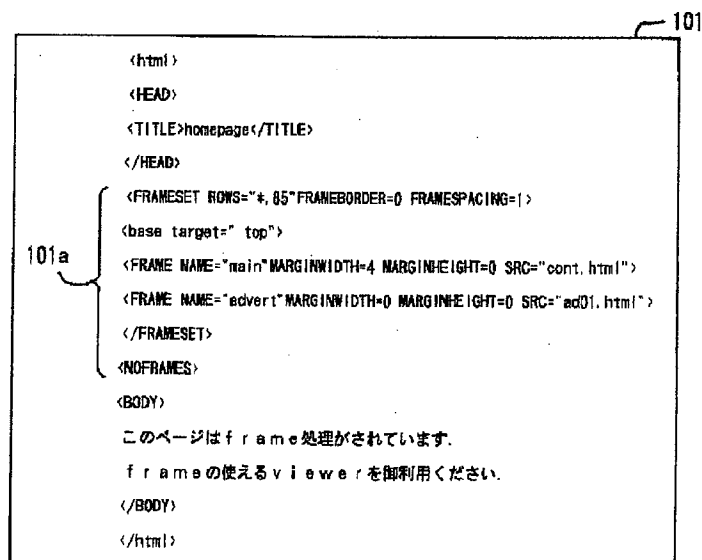 101
<html>
<HEAD>
<TITLE>homepage</TITLE>
</HEAD>
<FRAMESET ROWS="*,85"FRAMEBORDER=0 FRAMESPACING=1>
<base target=" top">
101a
<FRAME NAME="main"MARGINWIDTH=4 MARGINHEIGHT=0 SRC="cont.html">
<FRAME NAME="advert"MARGINWIDTH=0 MARGINHEIGHT=0 SRC="ad01.html">
</FRAMESET>
<NOFRAMES>
<BODY>
このページはframe処理がされています.
frameの使えるviewerを御利用ください.
</BODY>
</html>